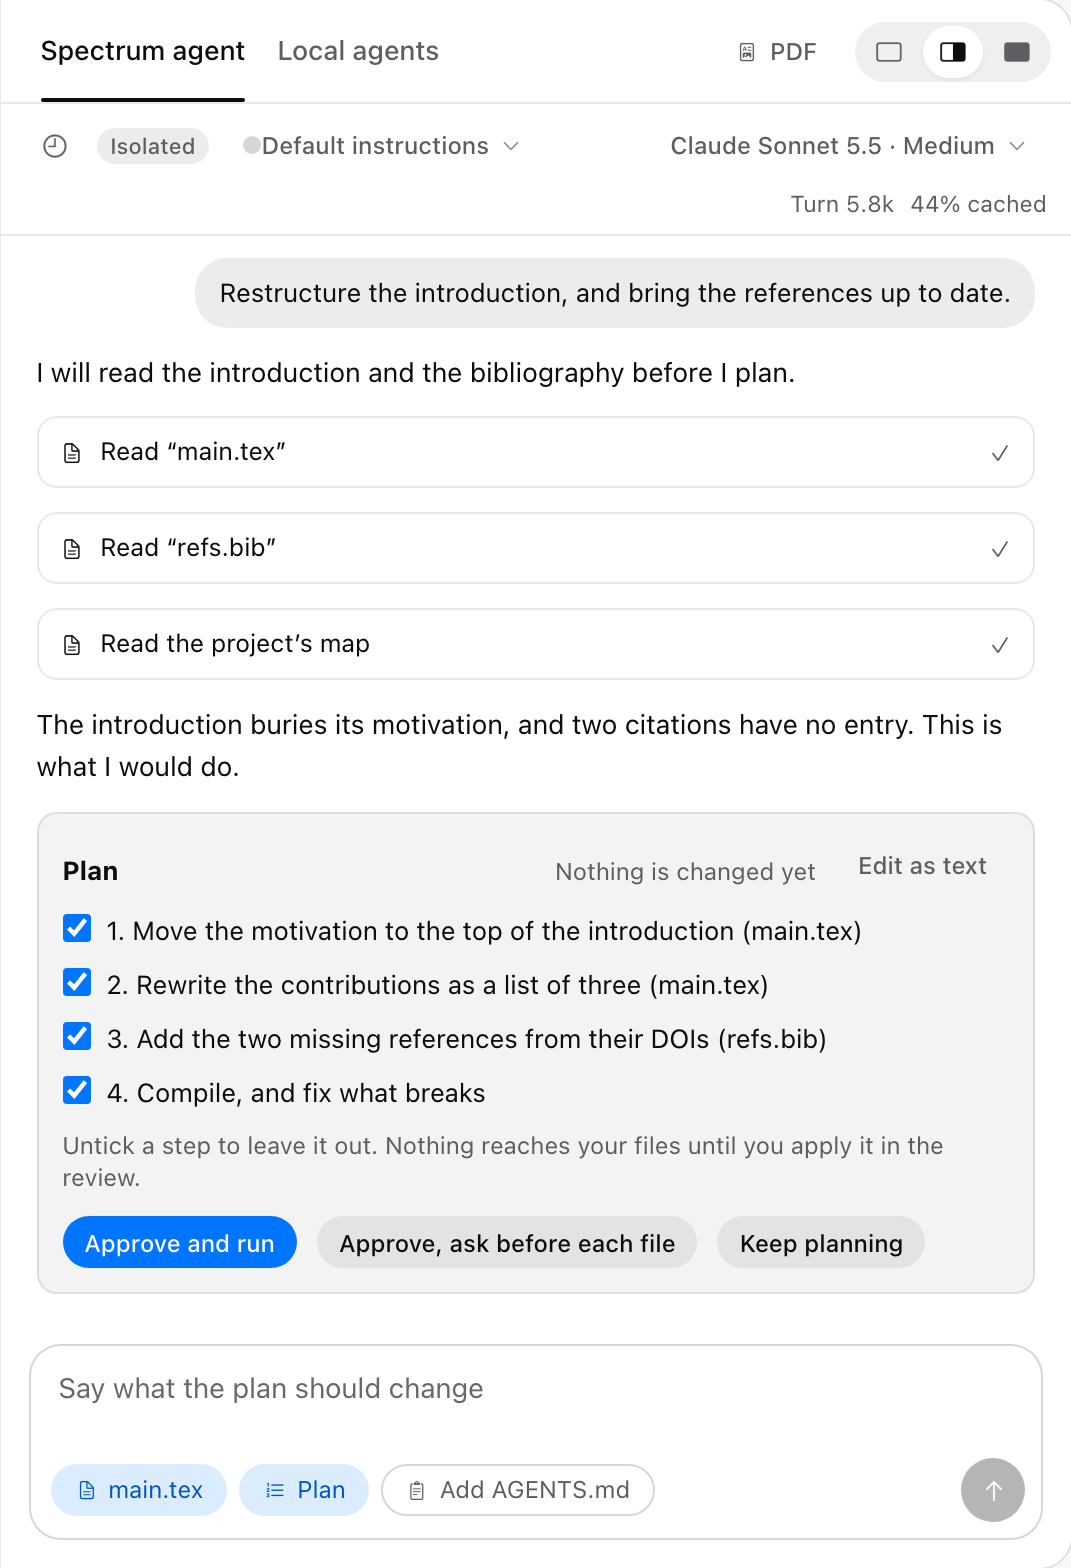 Spectrum agent
Local agents
PDF
Isolated
Default instructions
Claude Sonnet 5.5 · Medium
Turn 5.8k 44% cached
Restructure the introduction, and bring the references up to date.
I will read the introduction and the bibliography before I plan.
Read “main.tex”
Read “refs.bib”
Read the project’s map
The introduction buries its motivation, and two citations have no entry. This is
what I would do.
Plan
Nothing is changed yet
Edit as text
1. Move the motivation to the top of the introduction (main.tex)
2. Rewrite the contributions as a list of three (main.tex)
3. Add the two missing references from their DOIs (refs.bib)
4. Compile, and fix what breaks
Untick a step to leave it out. Nothing reaches your files until you apply it in the
review.
Approve and run
Approve, ask before each file
Keep planning
Say what the plan should change
main.tex
Plan
Add AGENTS.md